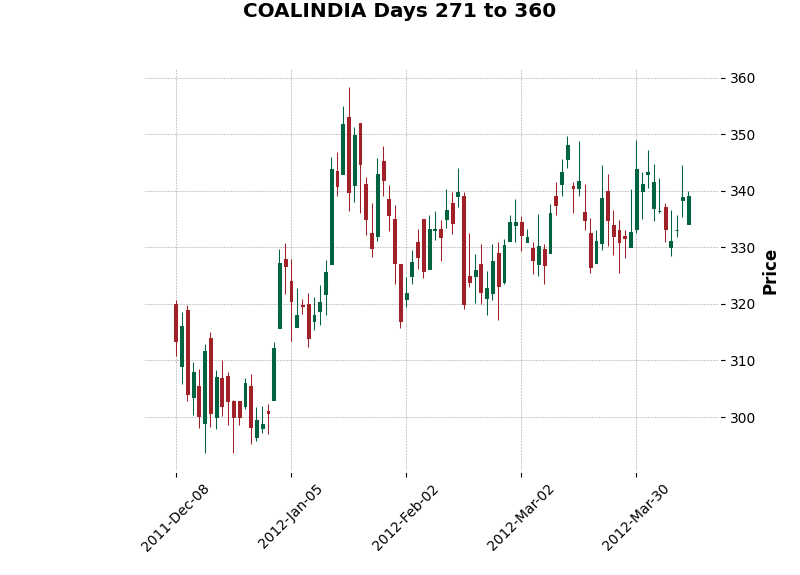 COALINDIA Days 271 to 360
360
350
340
330
320
310
300
Price
2011-Dec-08
2012-Jan-05
2012-Feb-02
2012-Mar-02
2012-Mar-30